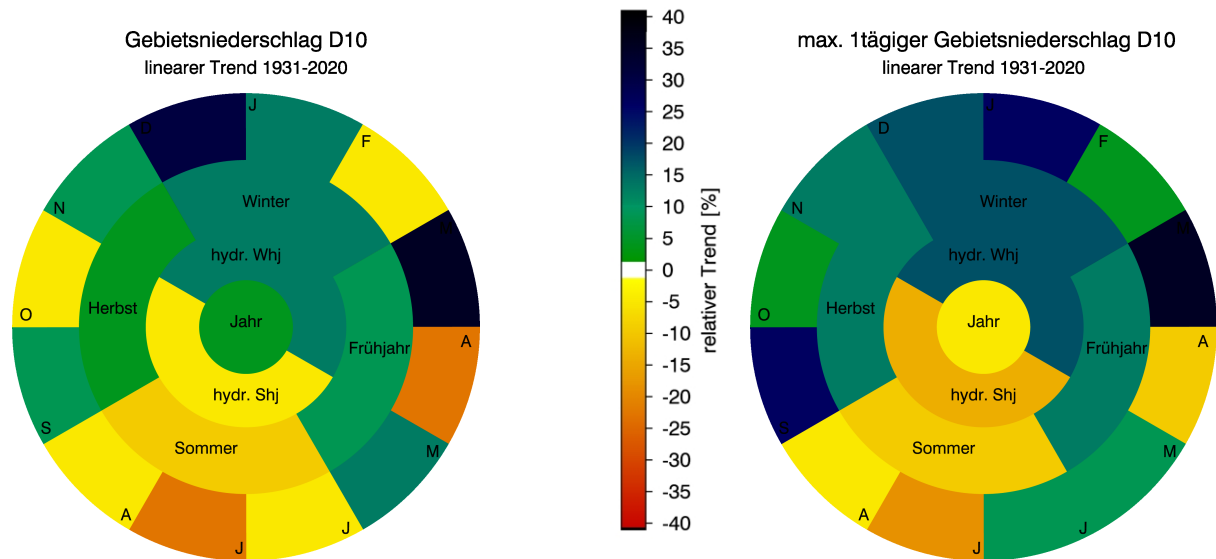 Gebietsniederschlag D10
linearer Trend 1931-2020
J
F
M
A
M
J
J
A
S
O
N
D
Winter
hydr. Whj
Herbst
Jahr
Frühjahr
hydr. Shj
Sommer
40
35
30
25
20
15
10
5
0
-5
-10
-15
-20
-25
-30
-35
-40
relativer Trend [%]
max. 1tägiger Gebietsniederschlag D10
linearer Trend 1931-2020
J
F
M
A
M
J
J
A
S
O
N
D
Winter
hydr. Whj
Herbst
Jahr
Frühjahr
hydr. Shj
Sommer